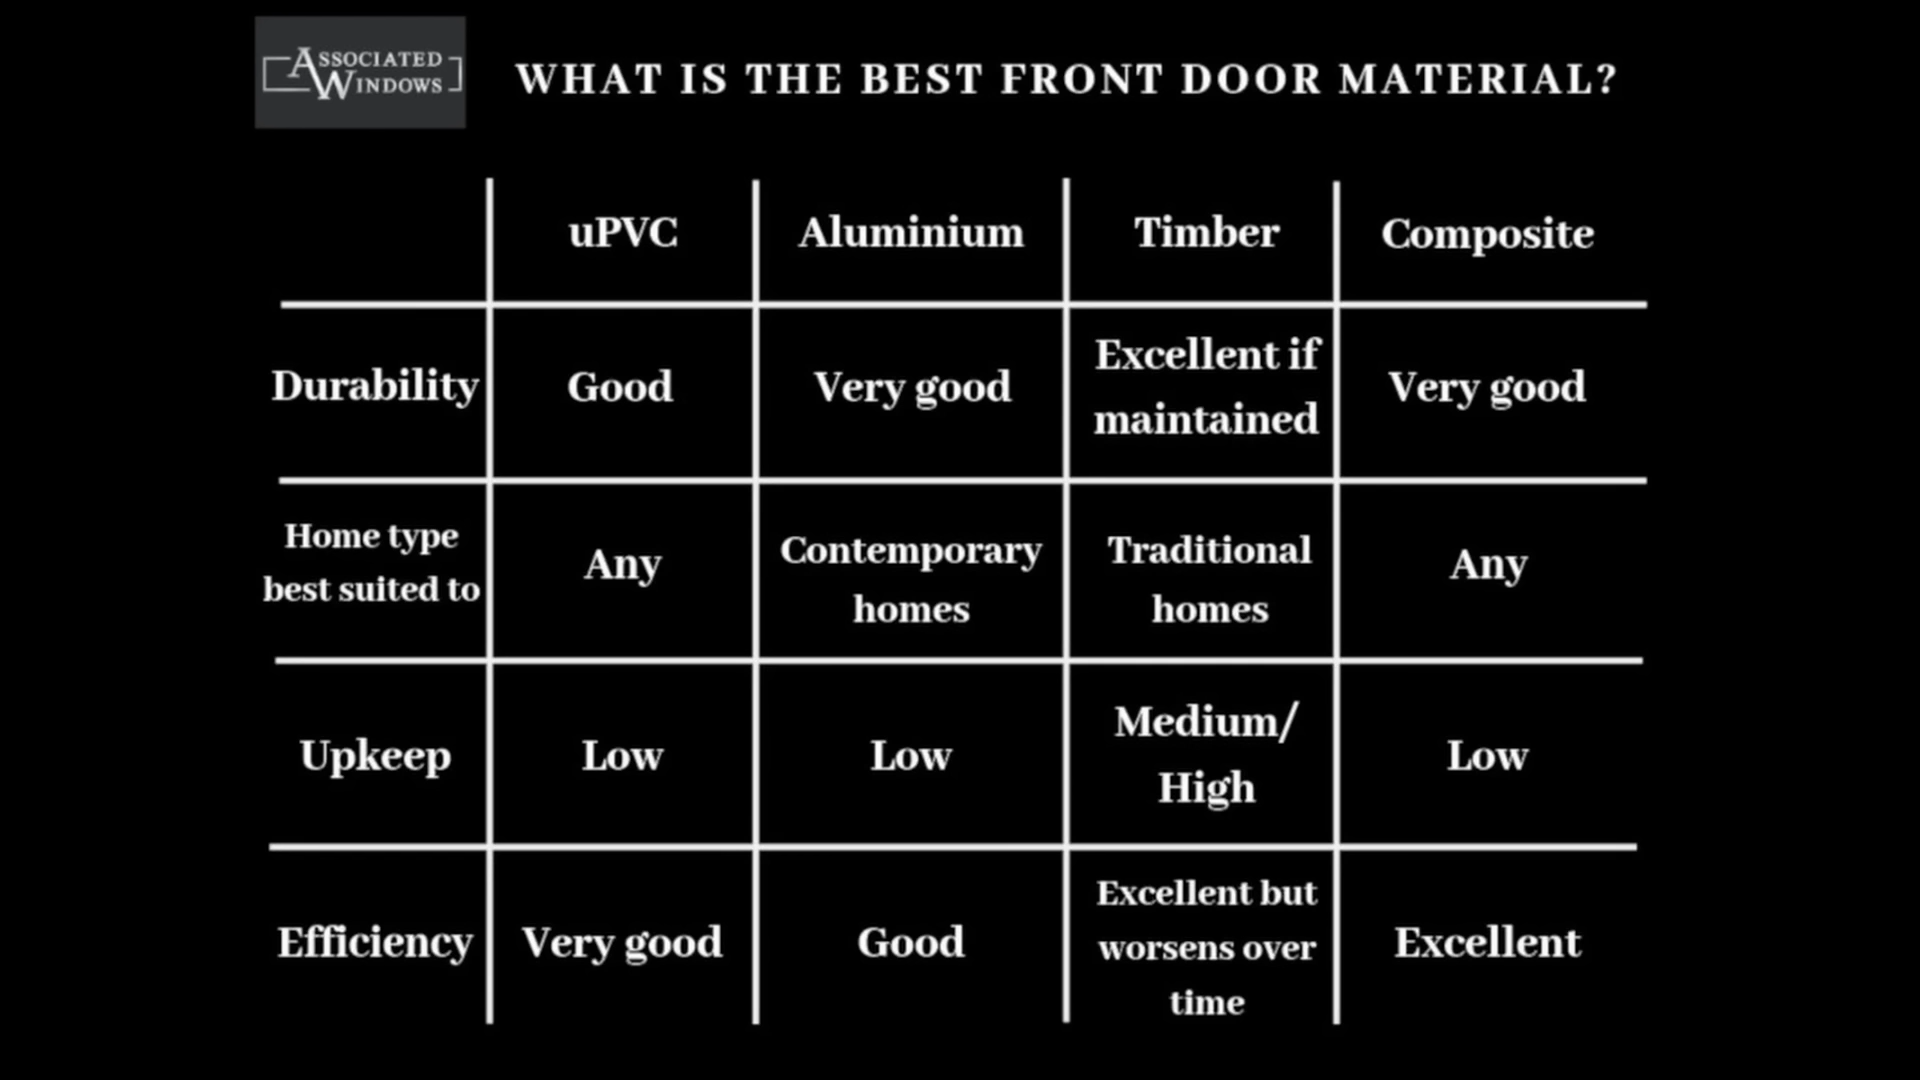 ASSOCIATED
WINDOWS
WHAT IS THE BEST FRONT DOOR MATERIAL?
uPVC
Aluminium
Timber
Composite
Durability
Good
Very good
Excellent if
maintained
Very good
Home type
best suited to
Any
Contemporary
homes
Traditional
homes
Any
Upkeep
Low
Low
Medium/
High
Low
Efficiency
Very good
Good
Excellent but
worsens over
time
Excellent